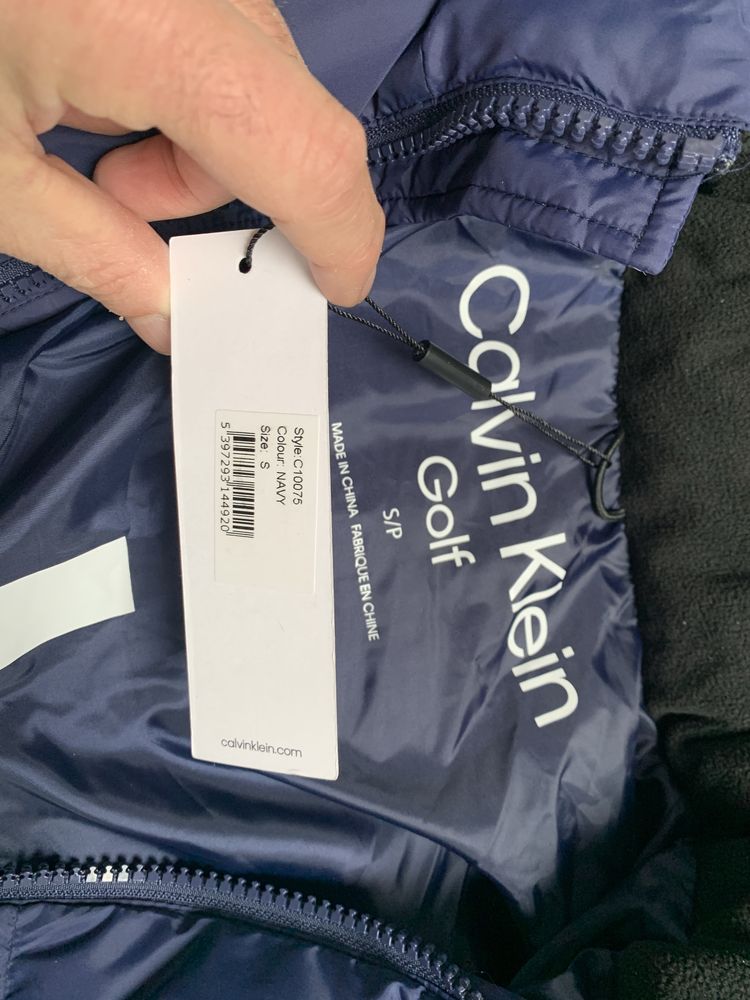 Calvin Klein
Golf
S/P
MADE IN CHINA FABRIQUE EN CHINE
Style:C10075
Colour: NAVY
Size: S
5 397293 144920
calvinklein.com